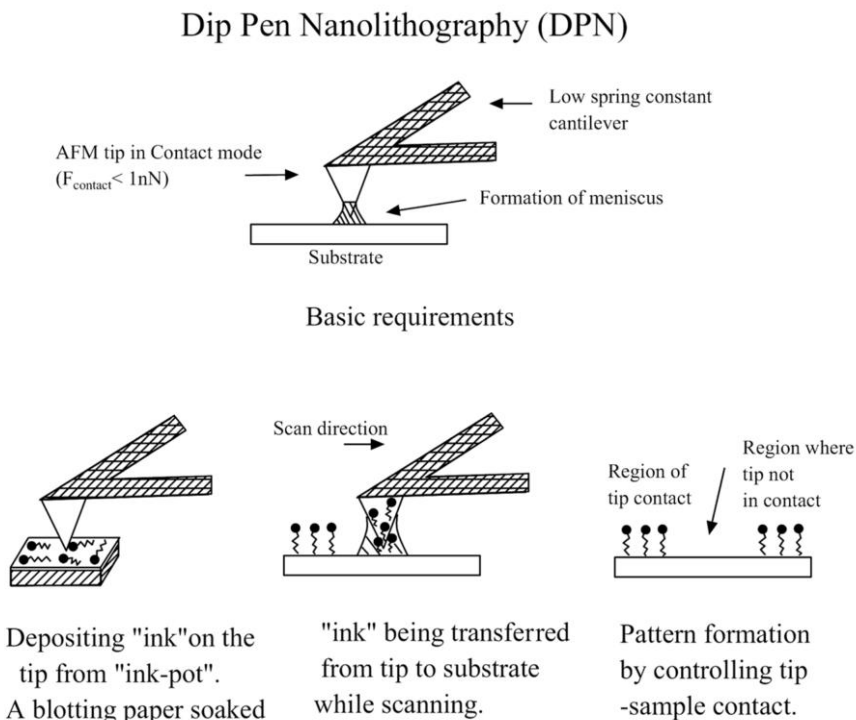 Dip Pen Nanolithography (DPN)
Low spring constant
cantilever
AFM tip in Contact mode
(Fcontact< 1nN)
Formation of meniscus
Substrate
Basic requirements
Scan direction
Region of
tip contact
Region where
tip not
in contact
Depositing "ink"on the
tip from "ink-pot".
A blotting paper soaked
"ink" being transferred
from tip to substrate
while scanning.
Pattern formation
by controlling tip
-sample contact.